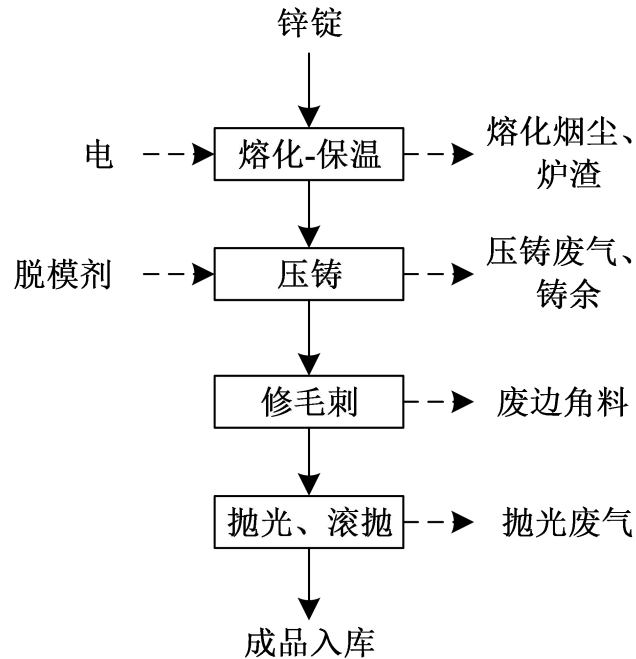 锌锭
电
熔化-保温
熔化烟尘、
炉渣
脱模剂
压铸
压铸废气、
铸余
修毛刺
废边角料
抛光、滚抛
抛光废气
成品入库